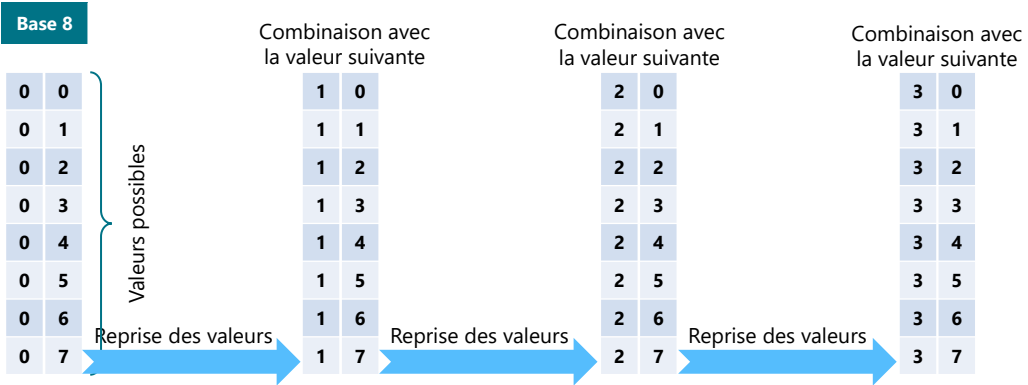 Base 8
Combinaison avec
la valeur suivante
Combinaison avec
la valeur suivante
Combinaison avec
la valeur suivante
0 0 1 0 2 0 3 0
0 1 1 1 2 1 3 1
0 2 1 2 2 2 3 2
0 3 1 3 2 3 3 3
0 4 1 4 2 4 3 4
0 5 1 5 2 5 3 5
0 6 1 6 2 6 3 6
0 7 1 7 2 7 3 7
Valeurs possibles
Reprise des valeurs
Reprise des valeurs
Reprise des valeurs